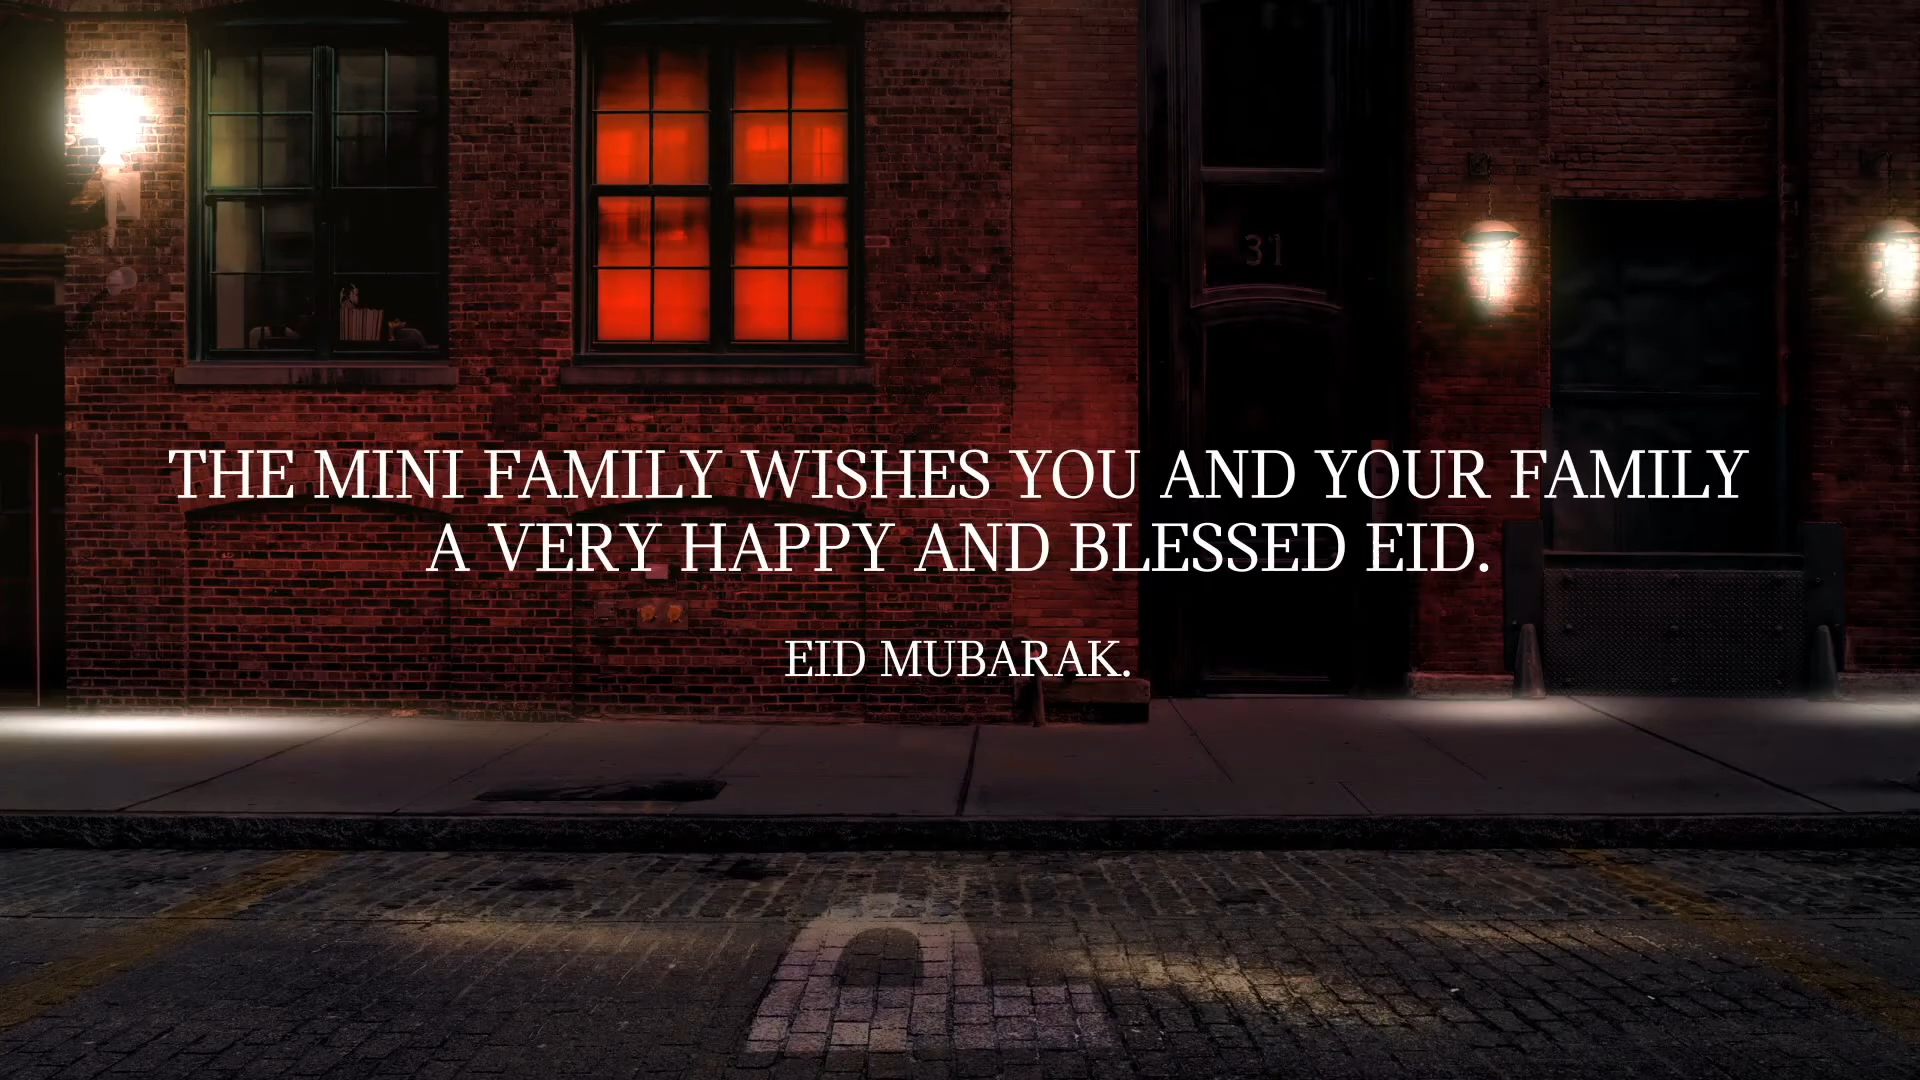 31
THE MINI FAMILY WISHES YOU AND YOUR FAMILY
A VERY HAPPY AND BLESSED EID.
EID MUBARAK.